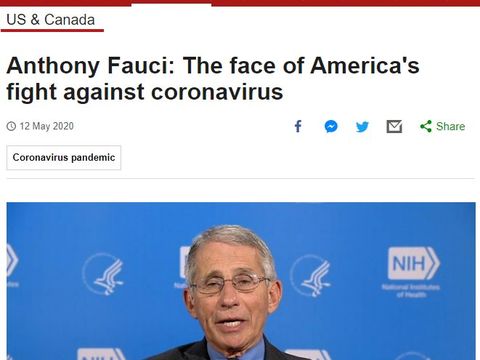 US & Canada
Anthony Fauci: The face of America's
fight against coronavirus
12 May 2020
Share
Coronavirus pandemic
NIH
National Institutes
of Health